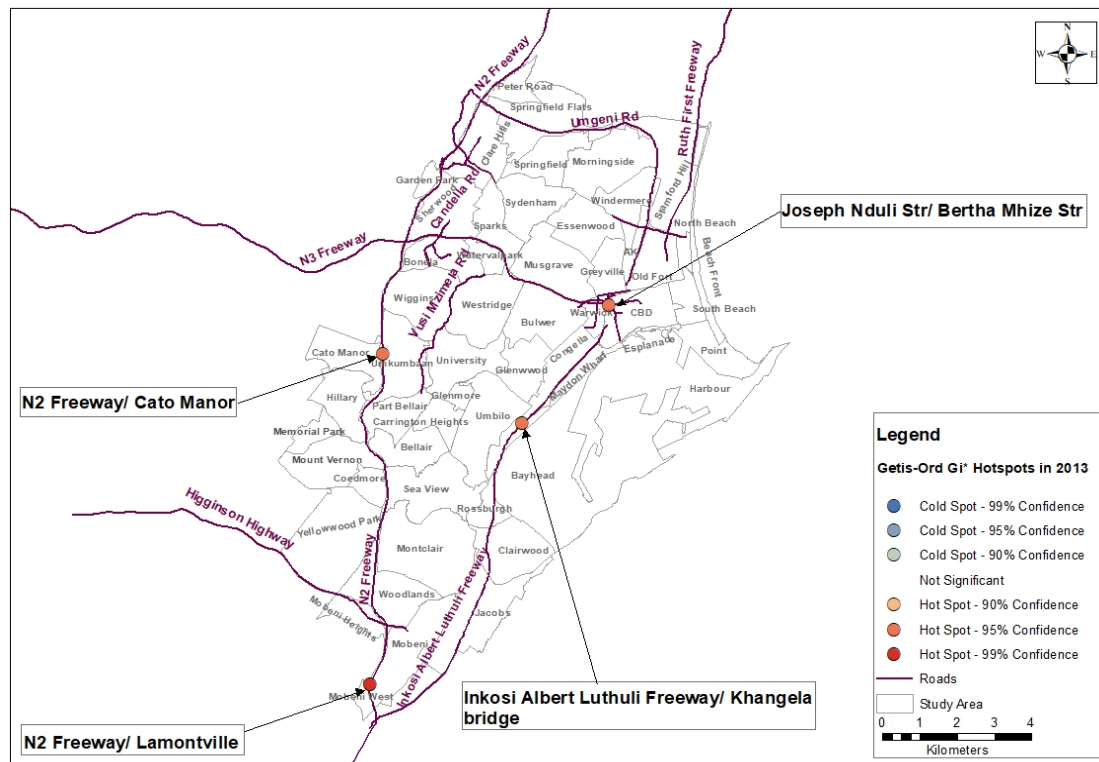 N
W E
S
N2 Freeway
Peter Road
Springfield Flats
Umgeni Rd
Ruth First Freeway
Clare Hills
Springfield
Morningside
Garden Park
Sherwood
Candella Rd
Sydenham
Windermere
Stamford Hill
North Beach
Joseph Nduli Str/ Bertha Mhize Str
Sparks
Essenwood
N3 Freeway
Bonela
Watervalpark
Musgrave
AK
Greyville
Old Fort
Beach Front
Wiggins
Vusi Mzimela Rd
Westridge
Bulwer
Warwick
CBD
South Beach
Cato Manor
Umkumbaan
University
Glenwwood
Congella
Esplanade
Point
Maydon Wharf
Harbour
N2 Freeway/ Cato Manor
Hillary
Part Bellair
Glenmore
Umbilo
Carrington Heights
Memorial Park
Bellair
Mount Vernon
Coedmore
Sea View
Bayhead
Higginson Highway
Yellowwood Park
Rossburgh
Montclair
Clairwood
N2 Freeway
Woodlands
Mobeni Heights
Mobeni
Jacobs
Inkosi Albert Luthuli Freeway
Mobeni West
N2 Freeway/ Lamontville
Inkosi Albert Luthuli Freeway/ Khangela
bridge
Legend
Getis-Ord Gi* Hotspots in 2013
Cold Spot - 99% Confidence
Cold Spot - 95% Confidence
Cold Spot - 90% Confidence
Not Significant
Hot Spot - 90% Confidence
Hot Spot - 95% Confidence
Hot Spot - 99% Confidence
Roads
Study Area
0 1 2 3 4
Kilometers